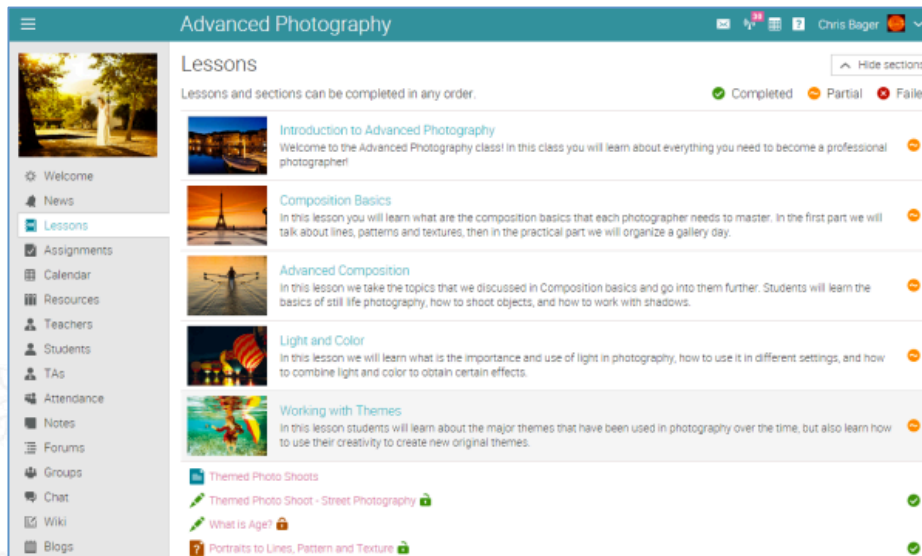 Advanced Photography
38
?
Chris Bager
Welcome
News
Lessons
Assignments
Calendar
Resources
Teachers
Students
TAs
Attendance
Notes
Forums
Groups
Chat
Wiki
Blogs
Lessons
Hide sections
Lessons and sections can be completed in any order.
Completed
Partial
Faile
Introduction to Advanced Photography
Welcome to the Advanced Photography class! In this class you will learn about everything you need to become a professional
photographer!
Composition Basics
In this lesson you will learn what are the composition basics that each photographer needs to master. In the first part we will
talk about lines, patterns and textures, then in the practical part we will organize a gallery day.
Advanced Composition
In this lesson we take the topics that we discussed in Composition basics and go into them further. Students will learn the
basics of still life photography, how to shoot objects, and how to work with shadows.
Light and Color
In this lesson we will learn what is the importance and use of light in photography, how to use it in different settings, and how
to combine light and color to obtain certain effects.
Working with Themes
In this lesson students will learn about the major themes that have been used in photography over the time, but also learn how
to use their creativity to create new original themes.
Themed Photo Shoots
Themed Photo Shoot - Street Photography
What is Age?
?
Portraits to Lines, Pattern and Texture